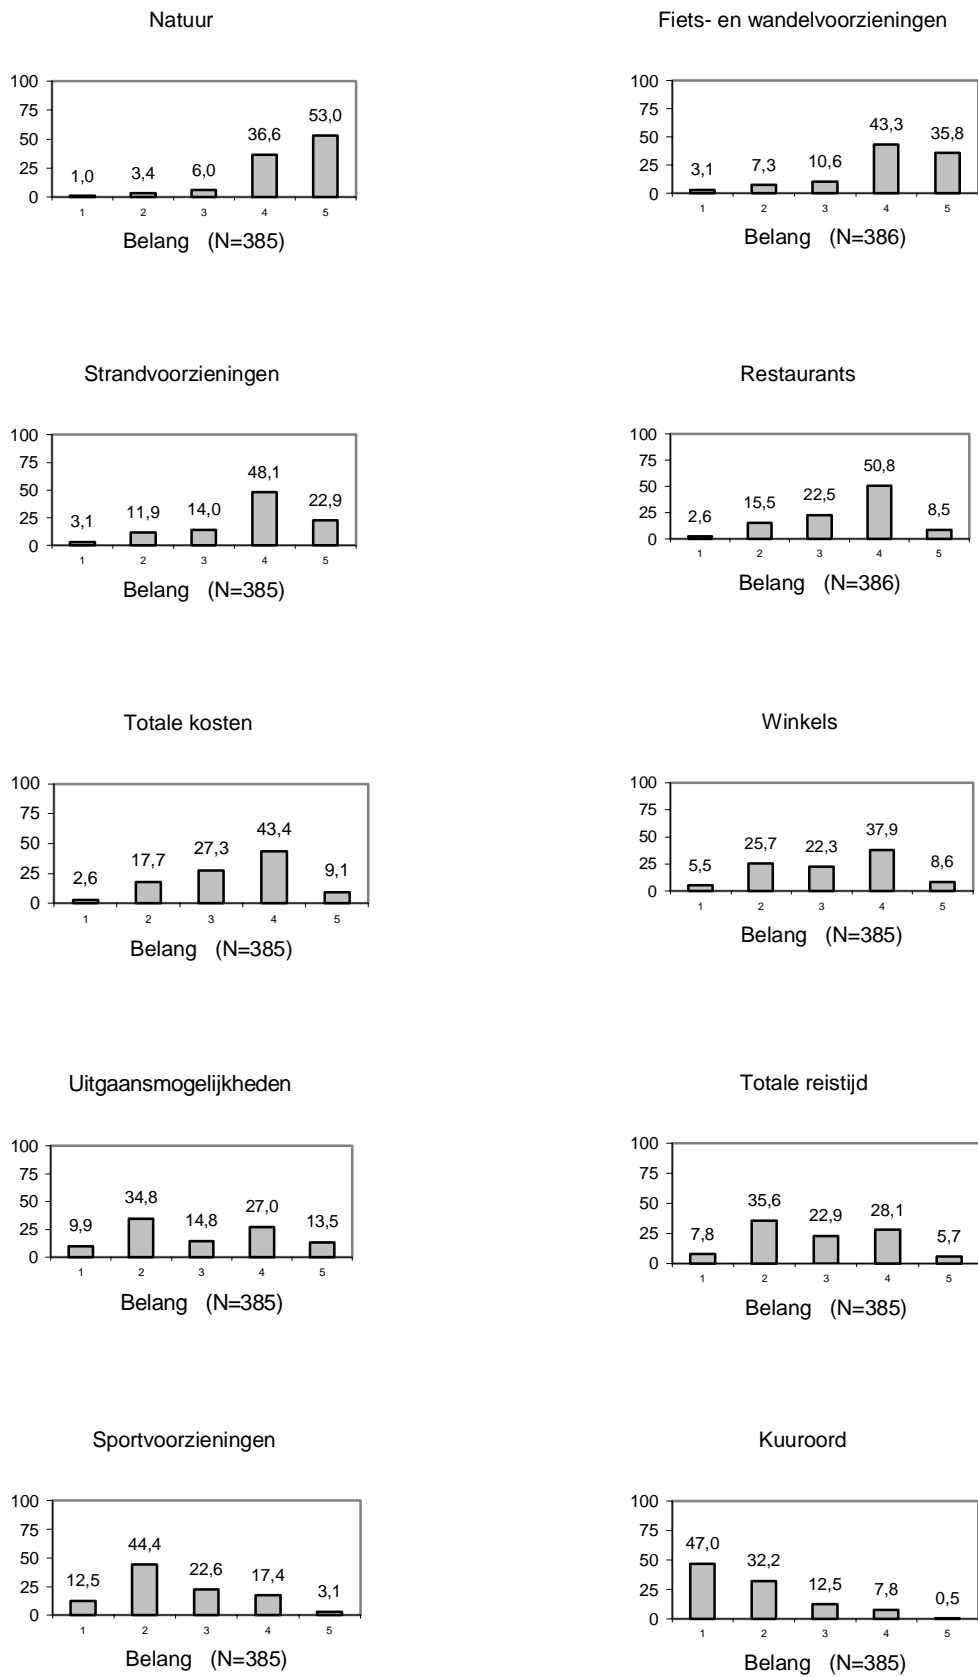 Natuur
100
75
50
25
0
1,0 3,4 6,0 36,6 53,0
1 2 3 4 5
Belang (N=385)
Fiets- en wandelvoorzieningen
100
75
50
25
0
3,1 7,3 10,6 43,3 35,8
1 2 3 4 5
Belang (N=386)
Strandvoorzieningen
100
75
50
25
0
3,1 11,9 14,0 48,1 22,9
1 2 3 4 5
Belang (N=385)
Restaurants
100
75
50
25
0
2,6 15,5 22,5 50,8 8,5
1 2 3 4 5
Belang (N=386)
Totale kosten
100
75
50
25
0
2,6 17,7 27,3 43,4 9,1
1 2 3 4 5
Belang (N=385)
Winkels
100
75
50
25
0
5,5 25,7 22,3 37,9 8,6
1 2 3 4 5
Belang (N=385)
Uitgaansmogelijkheden
100
75
50
25
0
9,9 34,8 14,8 27,0 13,5
1 2 3 4 5
Belang (N=385)
Totale reistijd
100
75
50
25
0
7,8 35,6 22,9 28,1 5,7
1 2 3 4 5
Belang (N=385)
Sportvoorzieningen
100
75
50
25
0
12,5 44,4 22,6 17,4 3,1
1 2 3 4 5
Belang (N=385)
Kuuroord
100
75
50
25
0
47,0 32,2 12,5 7,8 0,5
1 2 3 4 5
Belang (N=385)